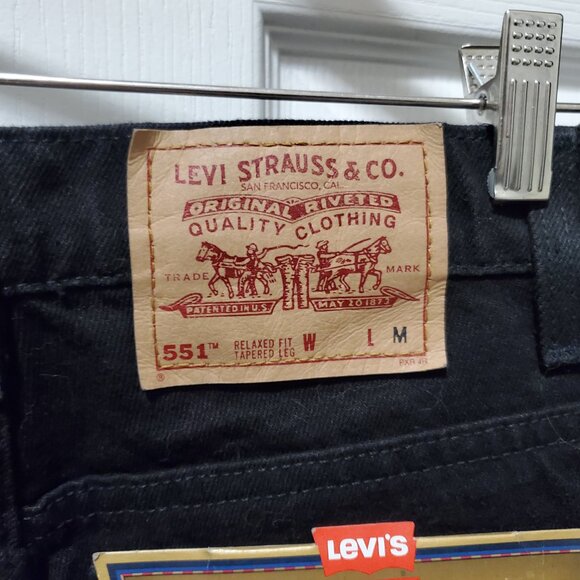 LEVI STRAUSS & CO.
SAN FRANCISCO, CAL.
ORIGINAL RIVETED
QUALITY CLOTHING
TRADE MARK
PATENTED IN U.S. MAY 20 1873
551™ RELAXED FIT W L M
TAPERED LEG
®
LEVI'S